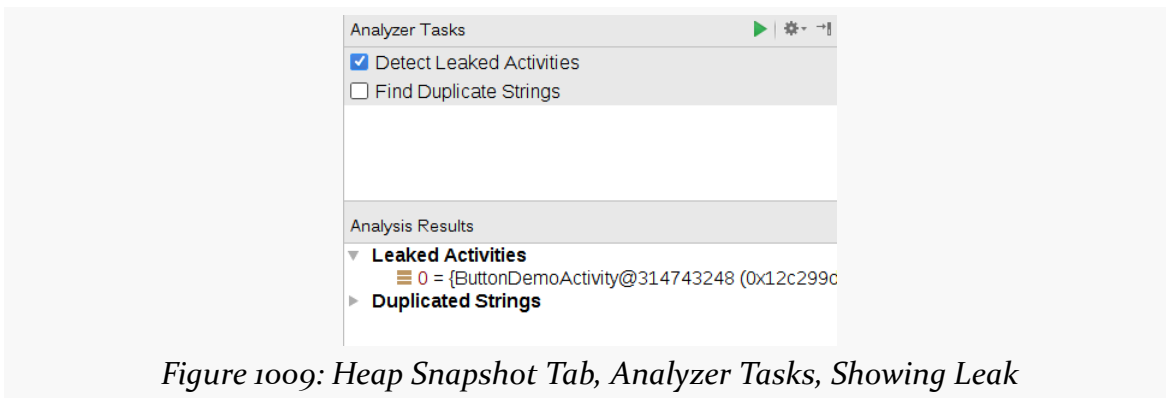 Analyzer Tasks
Detect Leaked Activities
Find Duplicate Strings
Analysis Results
Leaked Activities
0 = {ButtonDemoActivity@314743248 (0x12c299
Duplicated Strings
Figure 1009: Heap Snapshot Tab, Analyzer Tasks, Showing Leak